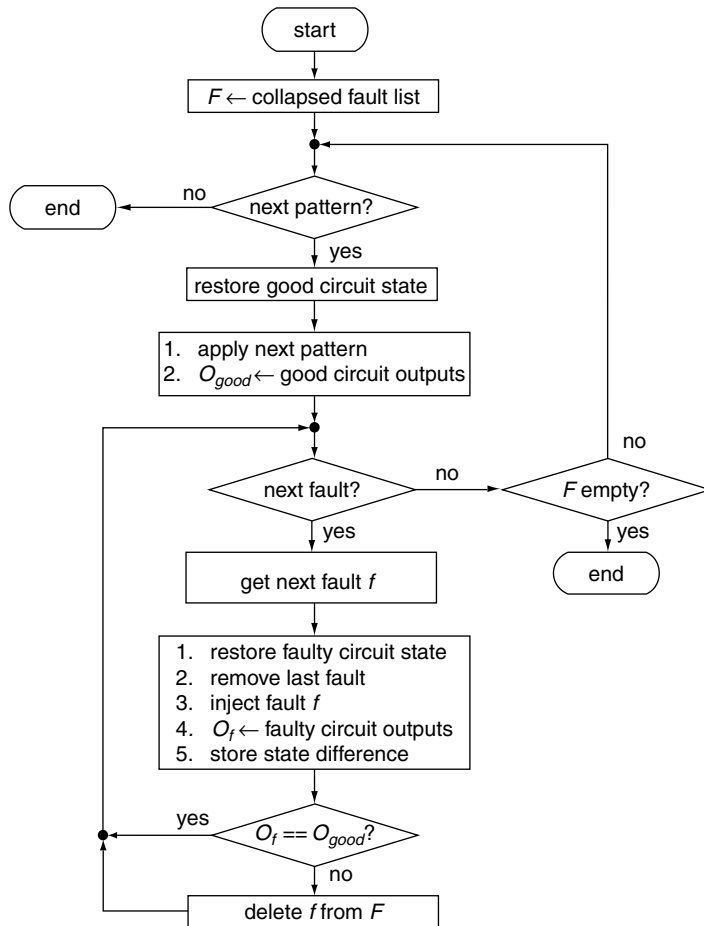 start
F ← collapsed fault list
next pattern?
no
end
yes
restore good circuit state
1. apply next pattern
2. O_good ← good circuit outputs
next fault?
no
F empty?
no
yes
end
yes
get next fault f
1. restore faulty circuit state
2. remove last fault
3. inject fault f
4. O_f ← faulty circuit outputs
5. store state difference
O_f == O_good?
yes
no
delete f from F